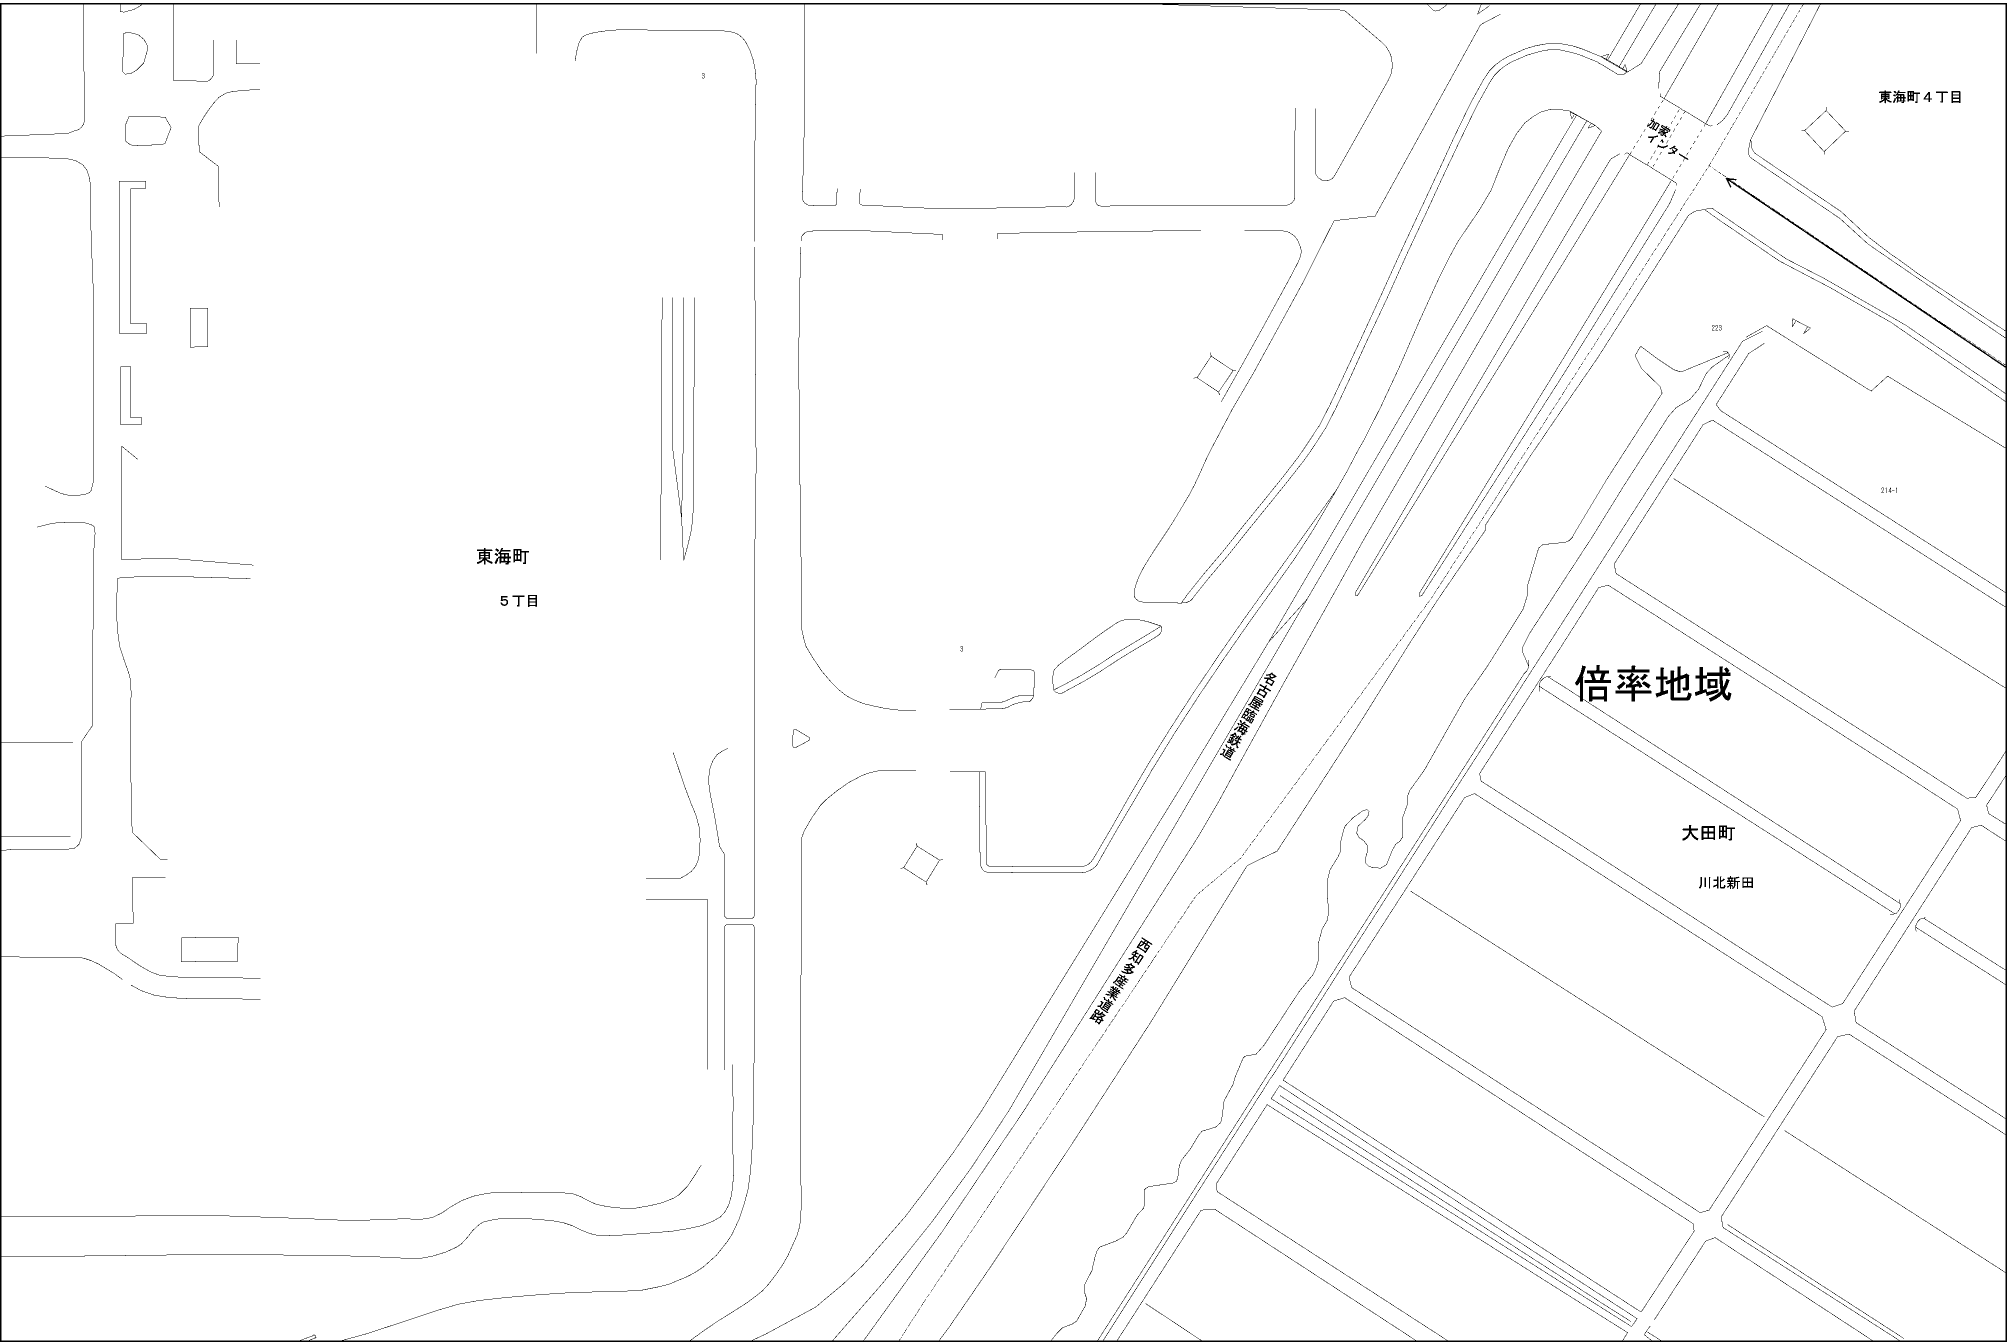 3
東海町４丁目
加家
インター
223
214-1
東海町
５丁目
3
倍率地域
名古屋臨海鉄道
大田町
川北新田
西知多産業道路